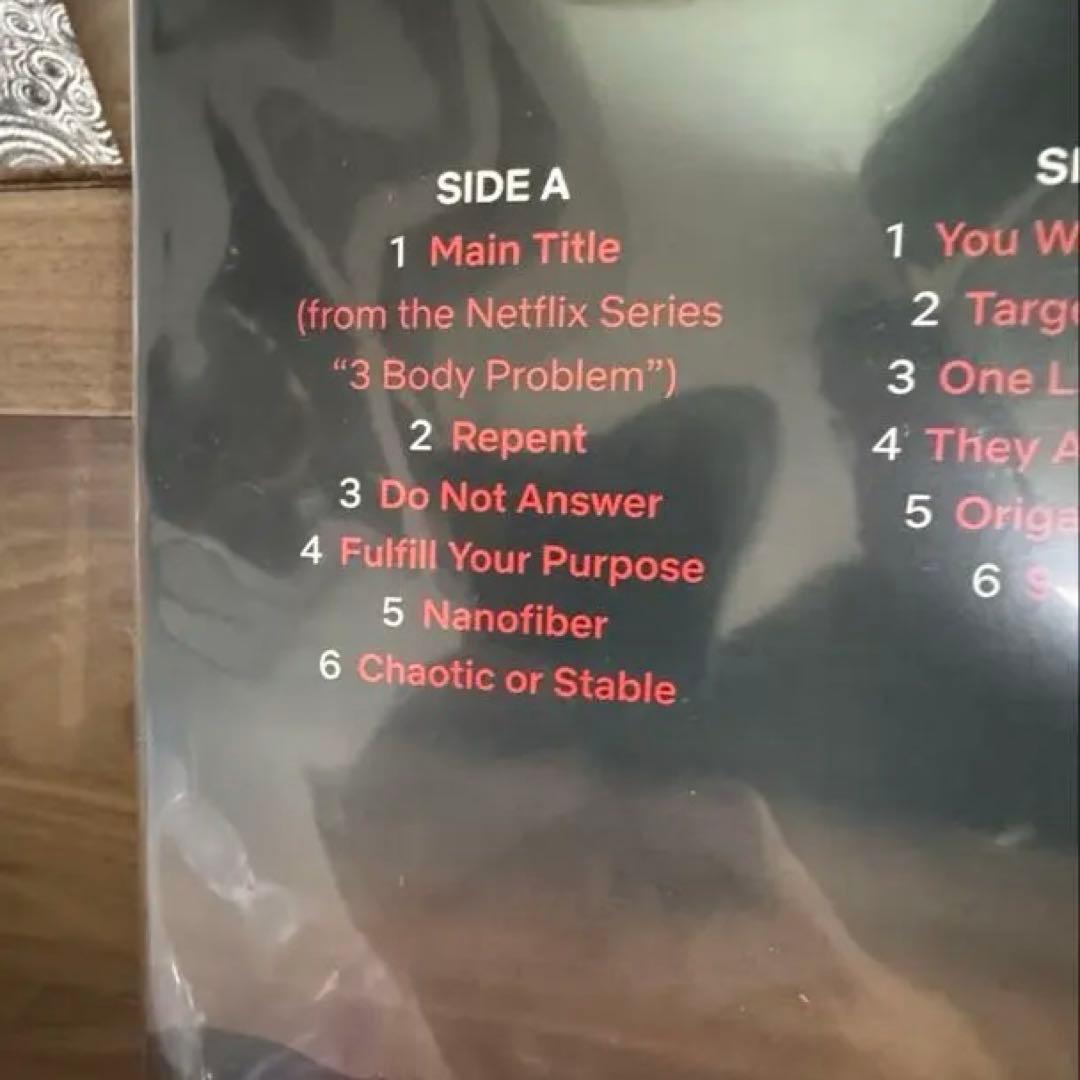 SIDE A
1 Main Title
(from the Netflix Series
“3 Body Problem”)
2 Repent
3 Do Not Answer
4 Fulfill Your Purpose
5 Nanofiber
6 Chaotic or Stable
1 You
2
3 One
4 They
5
6